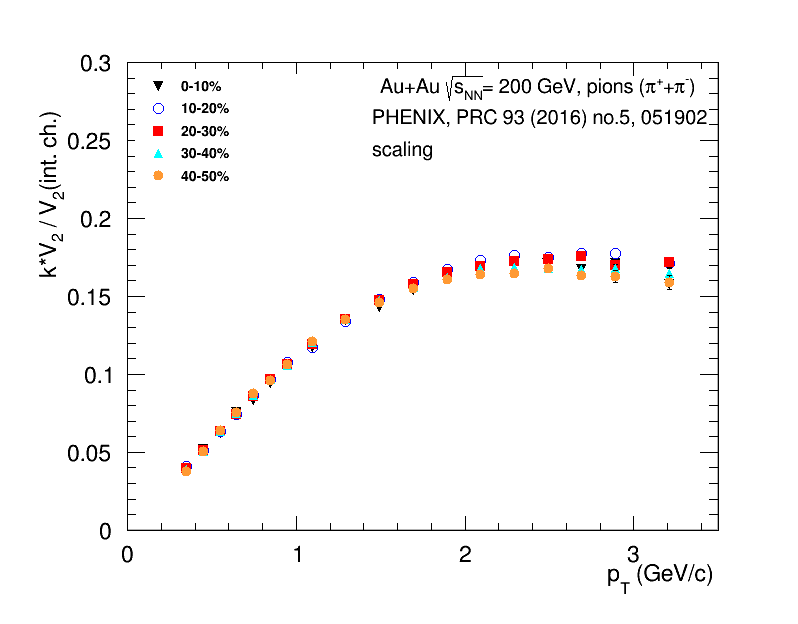 0.3
0.25
0.2
0.15
0.1
0.05
0
0 1 2 3
k*V2 / V2(int. ch.)
pT (GeV/c)
0-10%
10-20%
20-30%
30-40%
40-50%
Au+Au √sNN= 200 GeV, pions (π++π-)
PHENIX, PRC 93 (2016) no.5, 051902
scaling